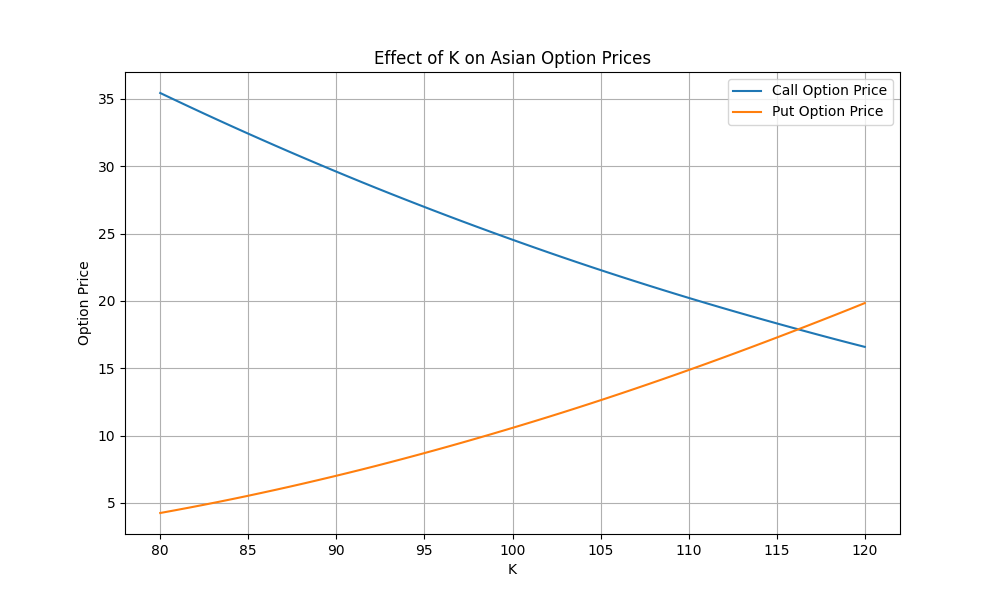 Effect of K on Asian Option Prices
Call Option Price
Put Option Price
Option Price
35
30
25
20
15
10
5
80 85 90 95 100 105 110 115 120
K